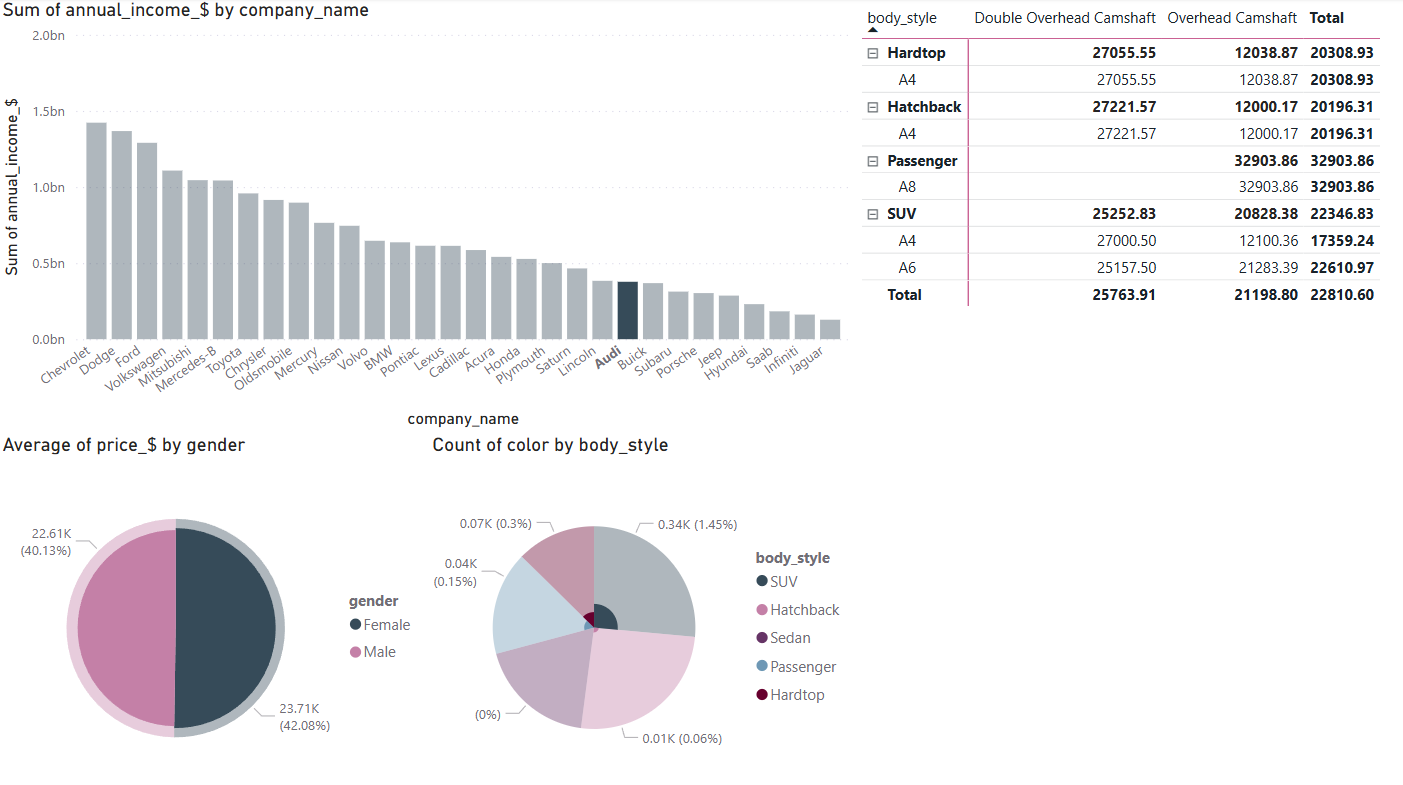 Sum of annual_income_$ by company_name
2.0bn
1.5bn
1.0bn
0.5bn
0.0bn
Sum of annual_income_$
Chevrolet
Dodge
Ford
Volkswagen
Mitsubishi
Mercedes-B
Toyota
Chrysler
Oldsmobile
Mercury
Nissan
Volvo
BMW
Pontiac
Lexus
Cadillac
Acura
Honda
Plymouth
Saturn
Lincoln
Audi
Buick
Subaru
Porsche
Jeep
Hyundai
Saab
Infiniti
Jaguar
company_name
body_style Double Overhead Camshaft Overhead Camshaft Total
Hardtop 27055.55 12038.87 20308.93
A4 27055.55 12038.87 20308.93
Hatchback 27221.57 12000.17 20196.31
A4 27221.57 12000.17 20196.31
Passenger 32903.86 32903.86
A8 32903.86 32903.86
SUV 25252.83 20828.38 22346.83
A4 27000.50 12100.36 17359.24
A6 25157.50 21283.39 22610.97
Total 25763.91 21198.80 22810.60
Average of price_$ by gender
22.61K
(40.13%)
23.71K
(42.08%)
gender
Female
Male
Count of color by body_style
0.07K (0.3%)
0.34K (1.45%)
0.04K
(0.15%)
(0%)
0.01K (0.06%)
body_style
SUV
Hatchback
Sedan
Passenger
Hardtop